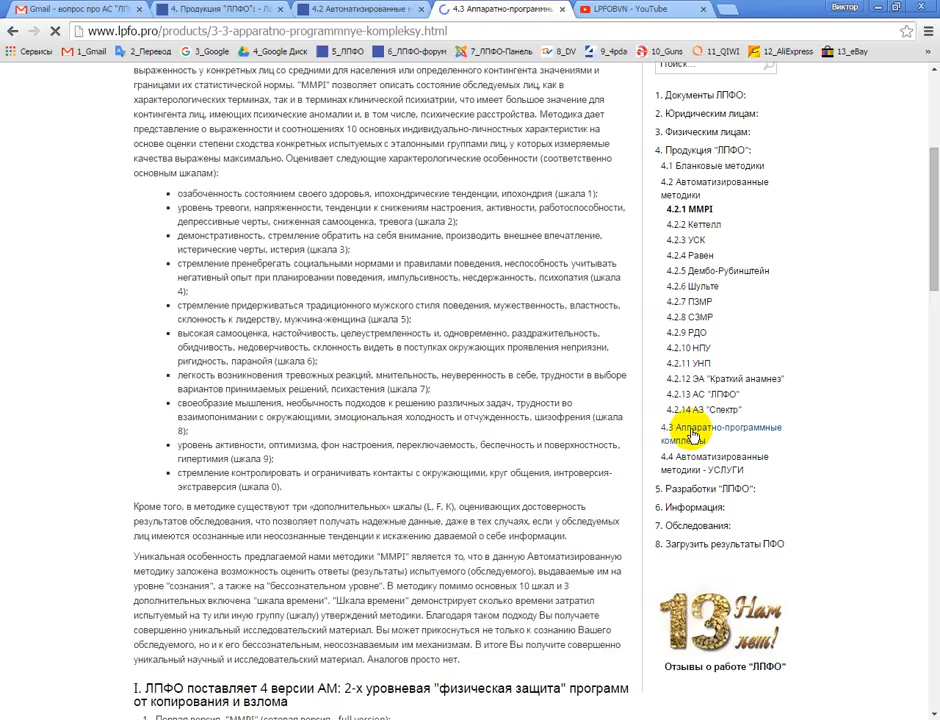 Gmail - вопрос про АС "ЛП
4. Продукция "ЛПФО": - Ла
4.2 Автоматизированные м
4.3 Аппаратно-программны
LPFOBVN - YouTube
Виктор
www.lpfo.pro/products/3-3-apparatno-programmnye-kompleksy.html
Сервисы
1_Gmail
2_Перевод
3_Google
4_Google Диск
5_ЛПФО
6_ЛПФО-форум
7_ЛПФО-Панель
8_DV
9_4pda
10_Guns
11_QIWI
12_AliExpress
13_eBay
выраженность у конкретных лиц со средними для населения или определенного контингента значениями и
границами их статистической нормы. "MMPI" позволяет описать состояние обследуемых лиц, как в
характерологических терминах, так и в терминах клинической психиатрии, что имеет большое значение для
контингента лиц, имеющих психические аномалии и, в том числе, психические расстройства. Методика дает
представление о выраженности и соотношениях 10 основных индивидуально-личностных характеристик на
основе оценки степени сходства конкретных испытуемых с эталонными группами лиц, у которых измеряемые
качества выражены максимально. Оценивает следующие характерологические особенности (соответственно
основным шкалам):
озабоченность состоянием своего здоровья, ипохондрические тенденции, ипохондрия (шкала 1);
уровень тревоги, напряженности, тенденции к снижениям настроения, активности, работоспособности,
депрессивные черты, сниженная самооценка, тревога (шкала 2);
демонстративность, стремление обратить на себя внимание, производить внешнее впечатление,
истерические черты, истерия (шкала 3);
стремление пренебрегать социальными нормами и правилами поведения, неспособность учитывать
негативный опыт при планировании поведения, импульсивность, несдержанность, психопатия (шкала
4);
стремление придерживаться традиционного мужского стиля поведения, мужественность, властность,
склонность к лидерству, мужчина-женщина (шкала 5);
высокая самооценка, настойчивость, целеустремленность и, одновременно, раздражительность,
обидчивость, недоверчивость, склонность видеть в поступках окружающих проявления неприязни,
ригидность, паранойя (шкала 6);
легкость возникновения тревожных реакций, мнительность, неуверенность в себе, трудности в выборе
вариантов принимаемых решений, психастения (шкала 7);
своеобразие мышления, необычность подходов к решению различных задач, трудности во
взаимопонимании с окружающими, эмоциональная холодность и отчужденность, шизофрения (шкала
8);
уровень активности, оптимизма, фон настроения, переключаемость, беспечность и поверхностность,
гипертимия (шкала 9);
стремление контролировать и ограничивать контакты с окружающими, круг общения, интроверсия-
экстраверсия (шкала 0).
Кроме того, в методике существуют три «дополнительных» шкалы (L, F, K), оценивающих достоверность
результатов обследования, что позволяет получать надежные данные, даже в тех случаях, если у обследуемых
лиц имеются осознанные или неосознанные тенденции к искажению даваемой о себе информации.
Уникальная особенность предлагаемой нами методики "MMPI" является то, что в данную Автоматизированную
методику заложена возможность оценить ответы (результаты) испытуемого (обследуемого), выдаваемые им на
уровне "сознания", а также на "бессознательном уровне". В методику помимо основных 10 шкал и 3
дополнительных включена "шкала времени". "Шкала времени" демонстрирует сколько времени затратил
испытуемый на ту или иную группу (шкалу) утверждений методики. Благодаря таком подходу Вы получаете
совершенно уникальный исследовательский материал. Вы может прикоснуться не только к сознанию Вашего
обследуемого, но и к его бессознательным, неосознаваемым им механизмам. В итоге Вы получите совершенно
уникальный научный и исследовательский материал. Аналогов просто нет.
I. ЛПФО поставляет 4 версии АМ: 2-х уровневая "физическая защита" программ
от копирования и взлома
1. Первая версия "MMPI" (сетевая версия - full version):
Поиск...
1. Документы ЛПФО:
2. Юридическим лицам:
3. Физическим лицам:
4. Продукция "ЛПФО":
4.1 Бланковые методики
4.2 Автоматизированные
методики
4.2.1 MMPI
4.2.2 Кеттелл
4.2.3 УСК
4.2.4 Равен
4.2.5 Дембо-Рубинштейн
4.2.6 Шульте
4.2.7 ПЗМР
4.2.8 СЗМР
4.2.9 РДО
4.2.10 НПУ
4.2.11 УНП
4.2.12 ЭА "Краткий анамнез"
4.2.13 АС "ЛПФО"
4.2.14 АЗ "Спектр"
4.3 Аппаратно-программные
комплексы
4.4 Автоматизированные
методики - УСЛУГИ
5. Разработки "ЛПФО":
6. Информация:
7. Обследования:
8. Загрузить результаты ПФО
13 Нам
лет!
Отзывы о работе "ЛПФО"